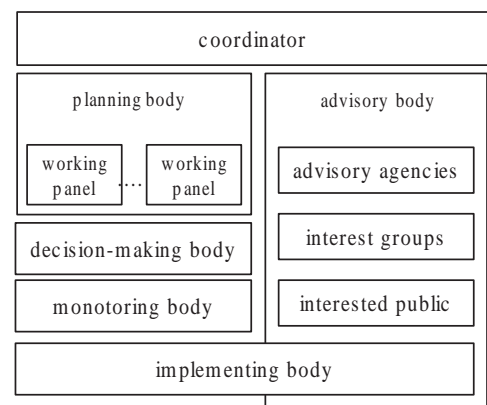 coordinator
planning body
working panel
....
working panel
decision-making body
monotoring body
advisory body
advisory agencies
interest groups
interested public
implementing body